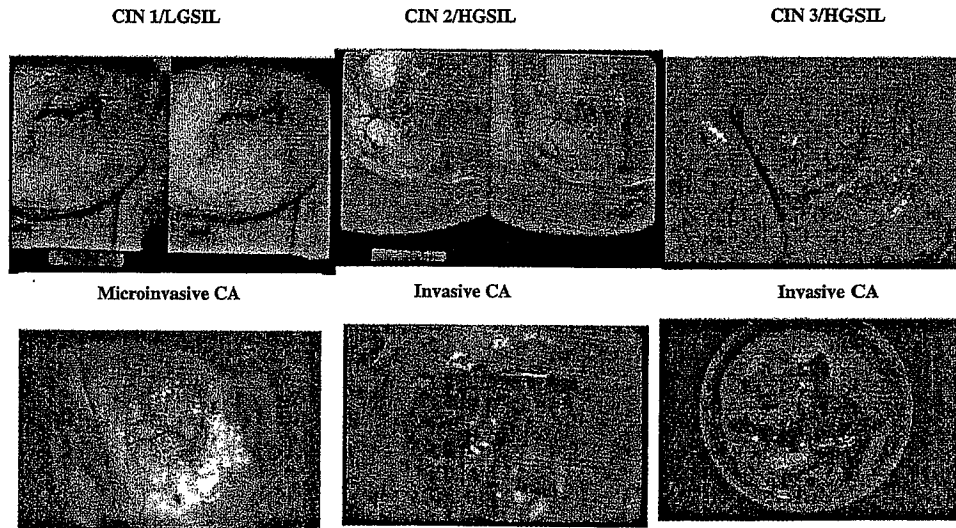 CIN 1/LGSIL
CIN 2/HGSIL
CIN 3/HGSIL
Microinvasive CA
Invasive CA
Invasive CA